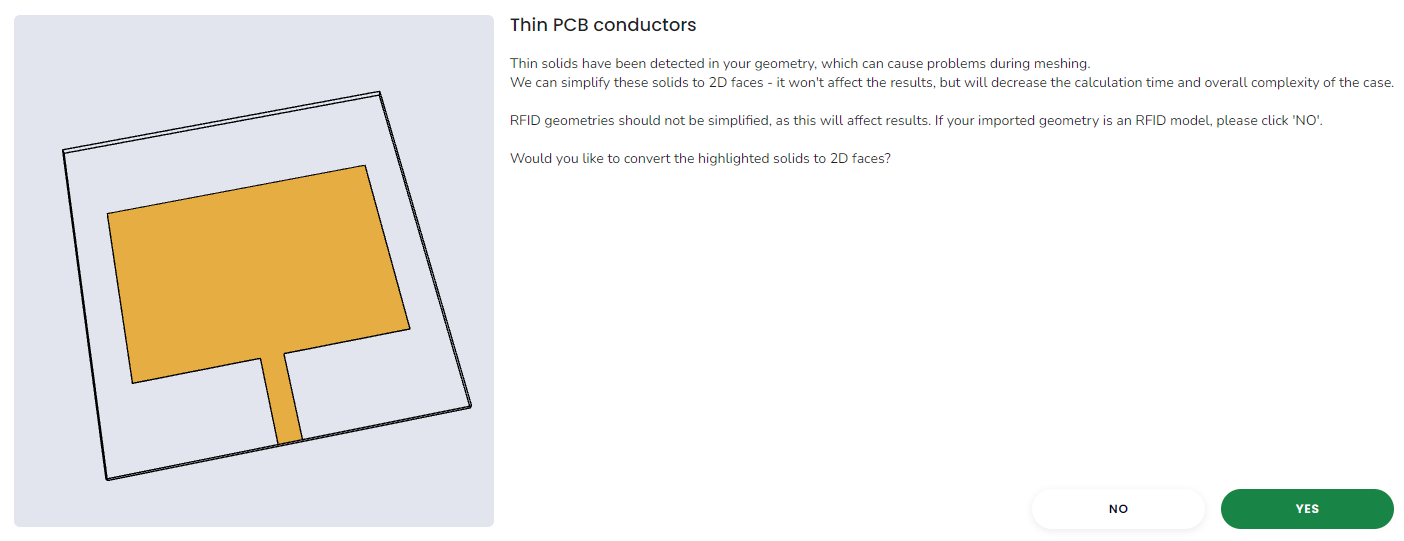 Thin PCB conductors
Thin solids have been detected in your geometry, which can cause problems during meshing.
We can simplify these solids to 2D faces - it won't affect the results, but will decrease the calculation time and overall complexity of the case.
RFID geometries should not be simplified, as this will affect results. If your imported geometry is an RFID model, please click 'NO'.
Would you like to convert the highlighted solids to 2D faces?
NO
YES